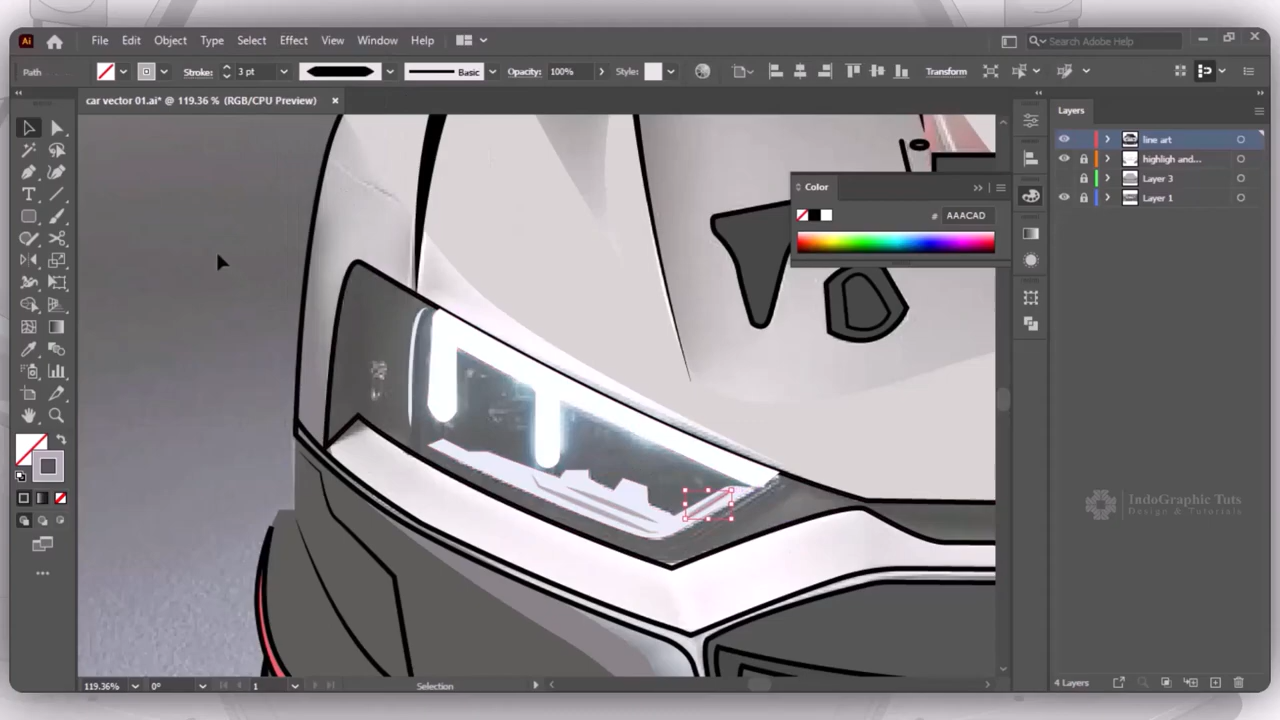 Ai File Edit Object Type Select Effect View Window Help Search Adobe Help
Path Stroke: 3 pt Basic Opacity: 100% Style: Transform
car vector 01.ai* @ 119.36 % (RGB/CPU Preview) ×
Layers
line art
highligh and...
Layer 3
Layer 1
Color
# AAACAD
IndoGraphic Tuts
Design & Tutorials
119.36% 0° 1 Selection
4 Layers